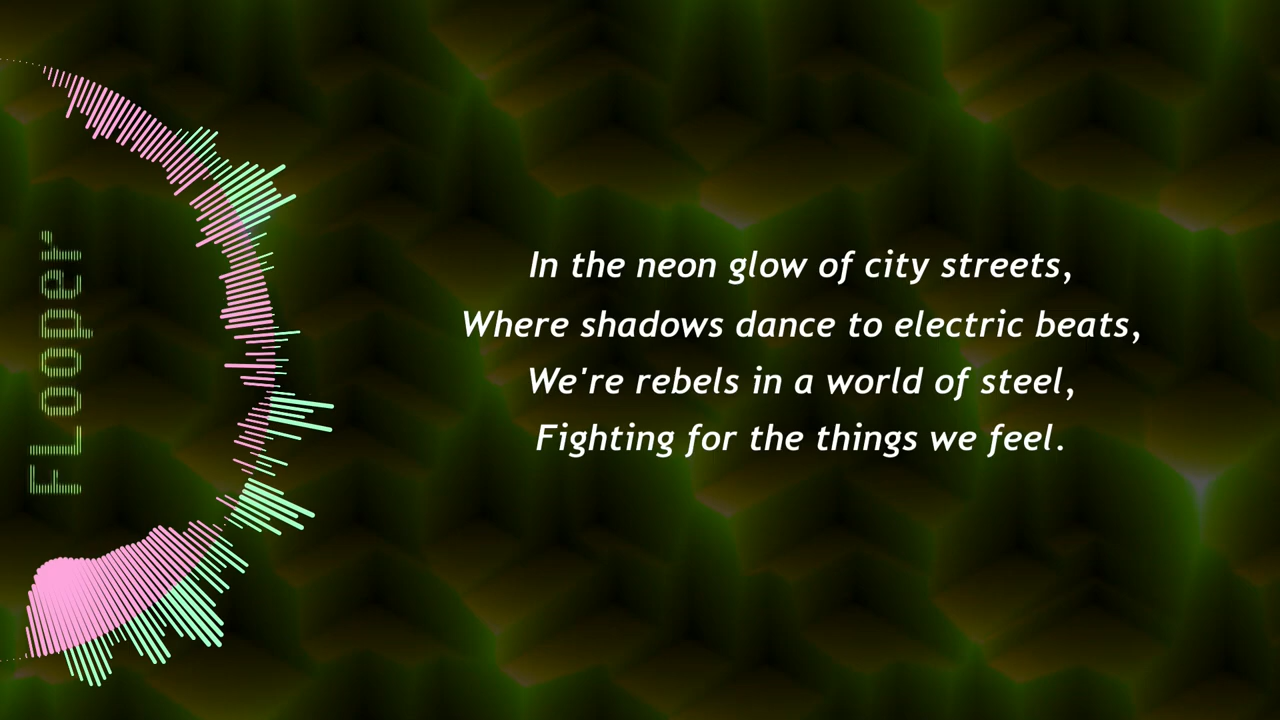 FLooper
In the neon glow of city streets,
Where shadows dance to electric beats,
We're rebels in a world of steel,
Fighting for the things we feel.